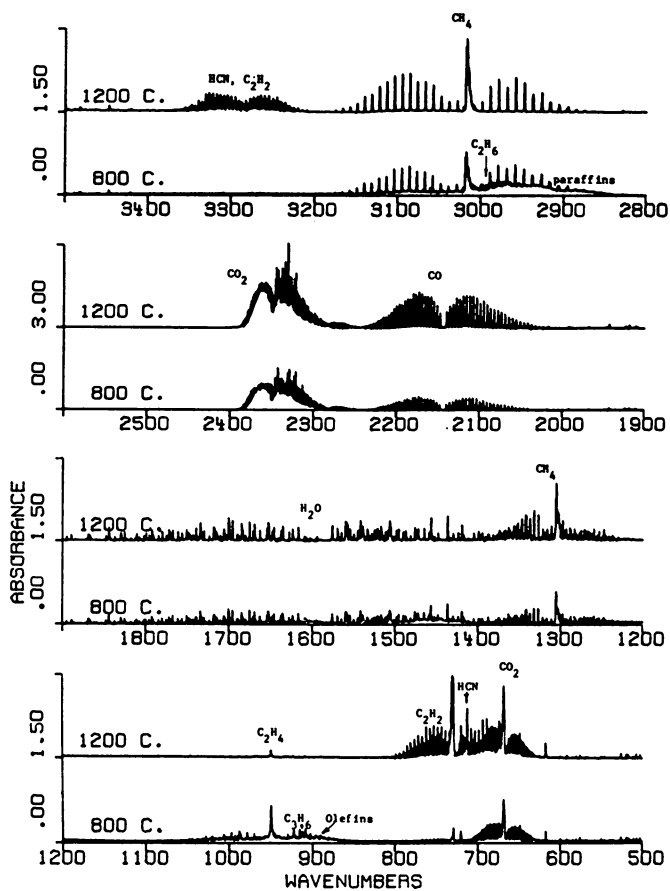 CH₄
1.50
HCN, C₂H₂
1200 C.
C₂H₆
paraffins
.00
800 C.
3400 3300 3200 3100 3000 2900 2800
CO₂
CO
3.00
1200 C.
.00
800 C.
2500 2400 2300 2200 2100 2000 1900
CH₄
H₂O
1.50
1200 C.
.00
800 C.
1800 1700 1600 1500 1400 1300 1200
ABSORBANCE
CO₂
HCN
C₂H₂
C₂H₄
1.50
1200 C.
C₃H₆
Olefins
.00
800 C.
1200 1100 1000 900 800 700 600 500
WAVENUMBERS